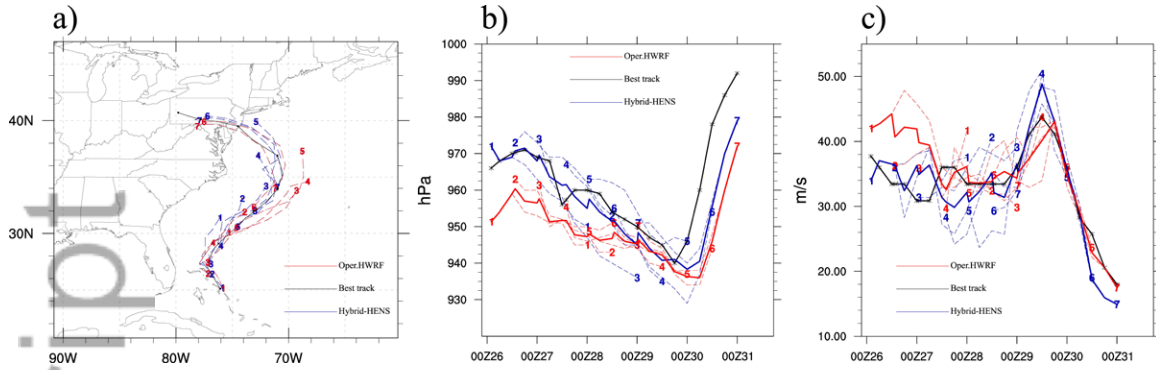 a)
b)
c)
40N
30N
90W
80W
70W
Oper.HWRF
Best track
Hybrid-HENS
hPa
1000
990
980
970
960
950
940
930
00Z26
00Z27
00Z28
00Z29
00Z30
00Z31
Oper.HWRF
Best track
Hybrid-HENS
m/s
50.00
40.00
30.00
20.00
10.00
00Z26
00Z27
00Z28
00Z29
00Z30
00Z31
Oper.HWRF
Best track
Hybrid-HENS
ipt